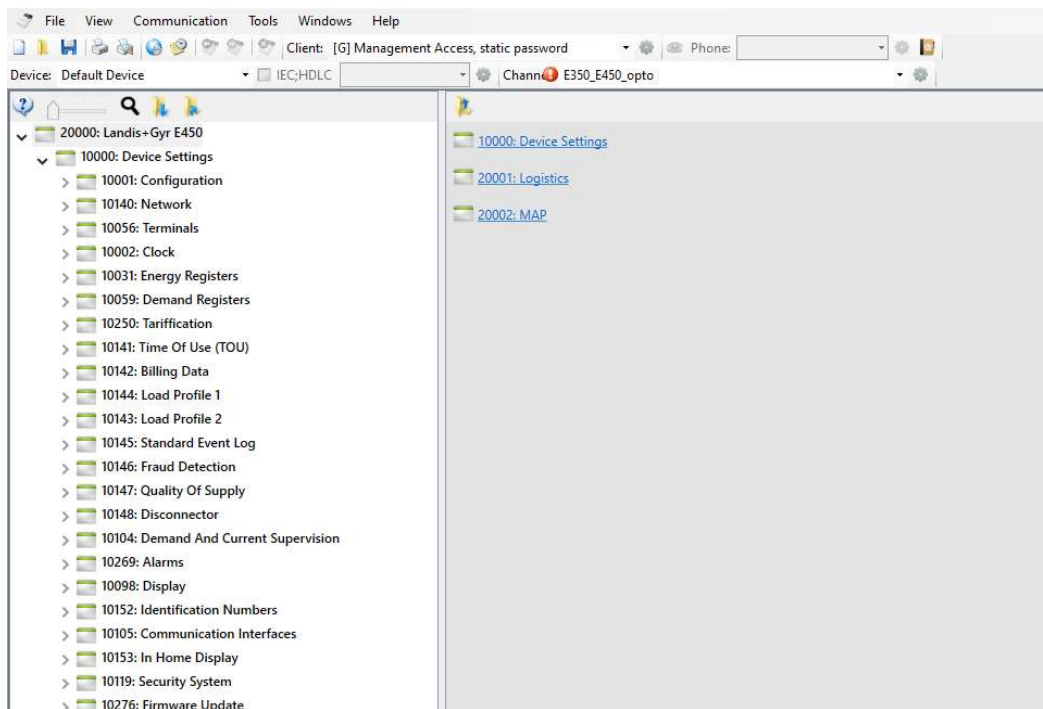 File View Communication Tools Windows Help
Client: [G] Management Access, static password Phone:
Device: Default Device IEC;HDLC Chann E350_E450_opto
20000: Landis+Gyr E450
10000: Device Settings
10001: Configuration
10140: Network
10056: Terminals
10002: Clock
10031: Energy Registers
10059: Demand Registers
10250: Tariffication
10141: Time Of Use (TOU)
10142: Billing Data
10144: Load Profile 1
10143: Load Profile 2
10145: Standard Event Log
10146: Fraud Detection
10147: Quality Of Supply
10148: Disconnector
10104: Demand And Current Supervision
10269: Alarms
10098: Display
10152: Identification Numbers
10105: Communication Interfaces
10153: In Home Display
10119: Security System
10276: Firmware Update
10000: Device Settings
20001: Logistics
20002: MAP